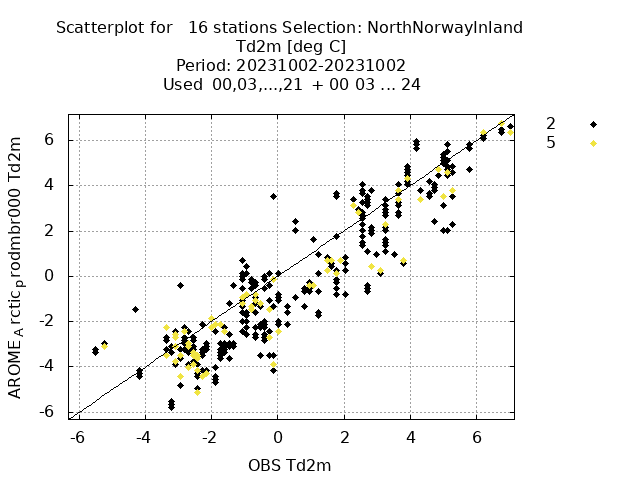 Scatterplot for 16 stations Selection: NorthNorwayInland
Td2m [deg C]
Period: 20231002-20231002
Used 00,03,...,21 + 00 03 ... 24
2
5
6
4
2
0
-2
-4
-6
AROME_Arctic_prodmbr000 Td2m
-6 -4 -2 0 2 4 6
OBS Td2m